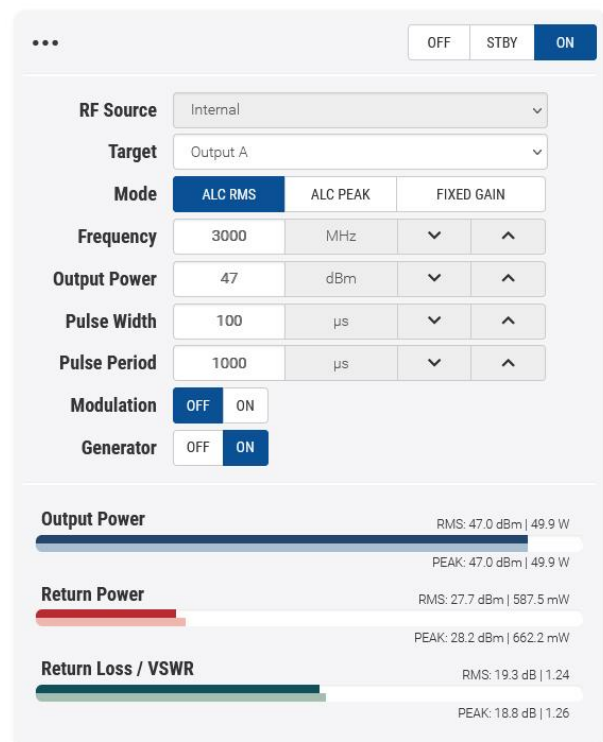 ••• OFF STBY ON
RF Source Internal
Target Output A
Mode ALC RMS ALC PEAK FIXED GAIN
Frequency 3000 MHz
Output Power 47 dBm
Pulse Width 100 µs
Pulse Period 1000 µs
Modulation OFF ON
Generator OFF ON
Output Power RMS: 47.0 dBm | 49.9 W
PEAK: 47.0 dBm | 49.9 W
Return Power RMS: 27.7 dBm | 587.5 mW
PEAK: 28.2 dBm | 662.2 mW
Return Loss / VSWR RMS: 19.3 dB | 1.24
PEAK: 18.8 dB | 1.26